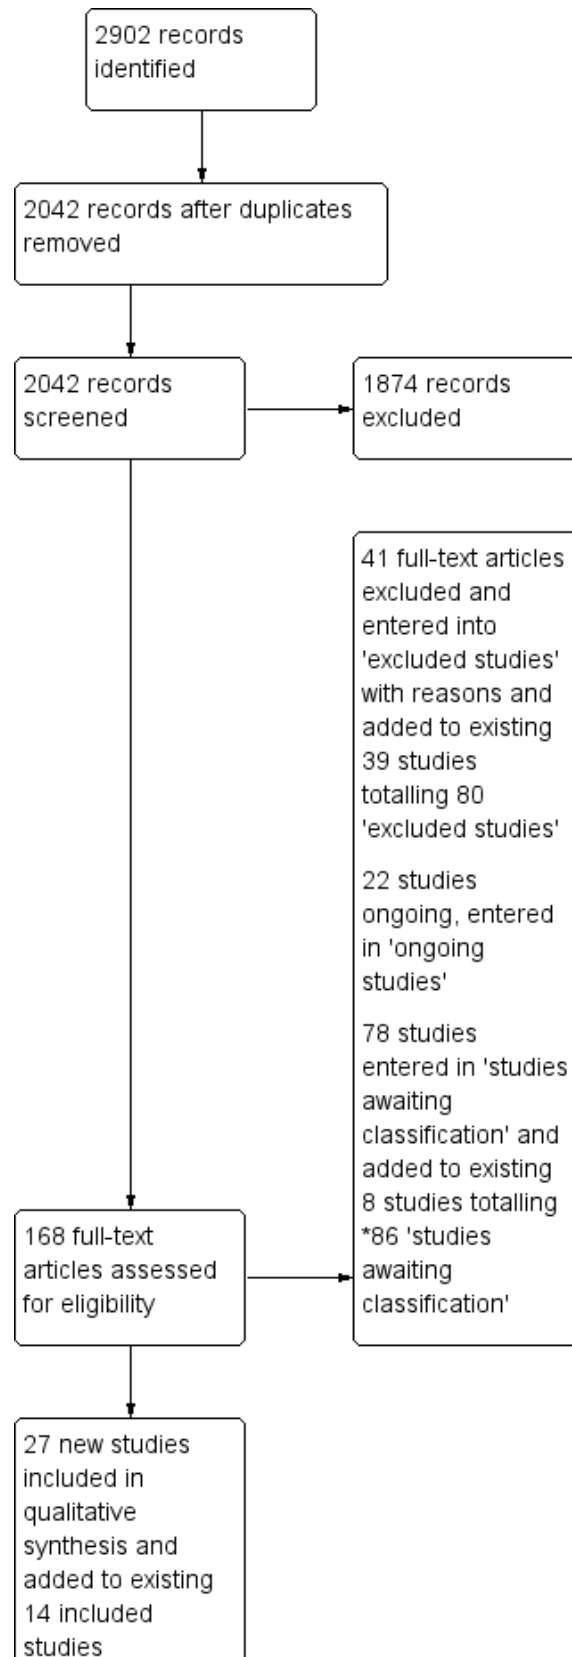 2902 records
identified
2042 records after duplicates
removed
2042 records
screened
1874 records
excluded
41 full-text articles
excluded and
entered into
'excluded studies'
with reasons and
added to existing
39 studies
totalling 80
'excluded studies'
22 studies
ongoing, entered
in 'ongoing
studies'
78 studies
entered in 'studies
awaiting
classification' and
added to existing
8 studies totalling
*86 'studies
awaiting
classification'
168 full-text
articles assessed
for eligibility
27 new studies
included in
qualitative
synthesis and
added to existing
14 included
studies